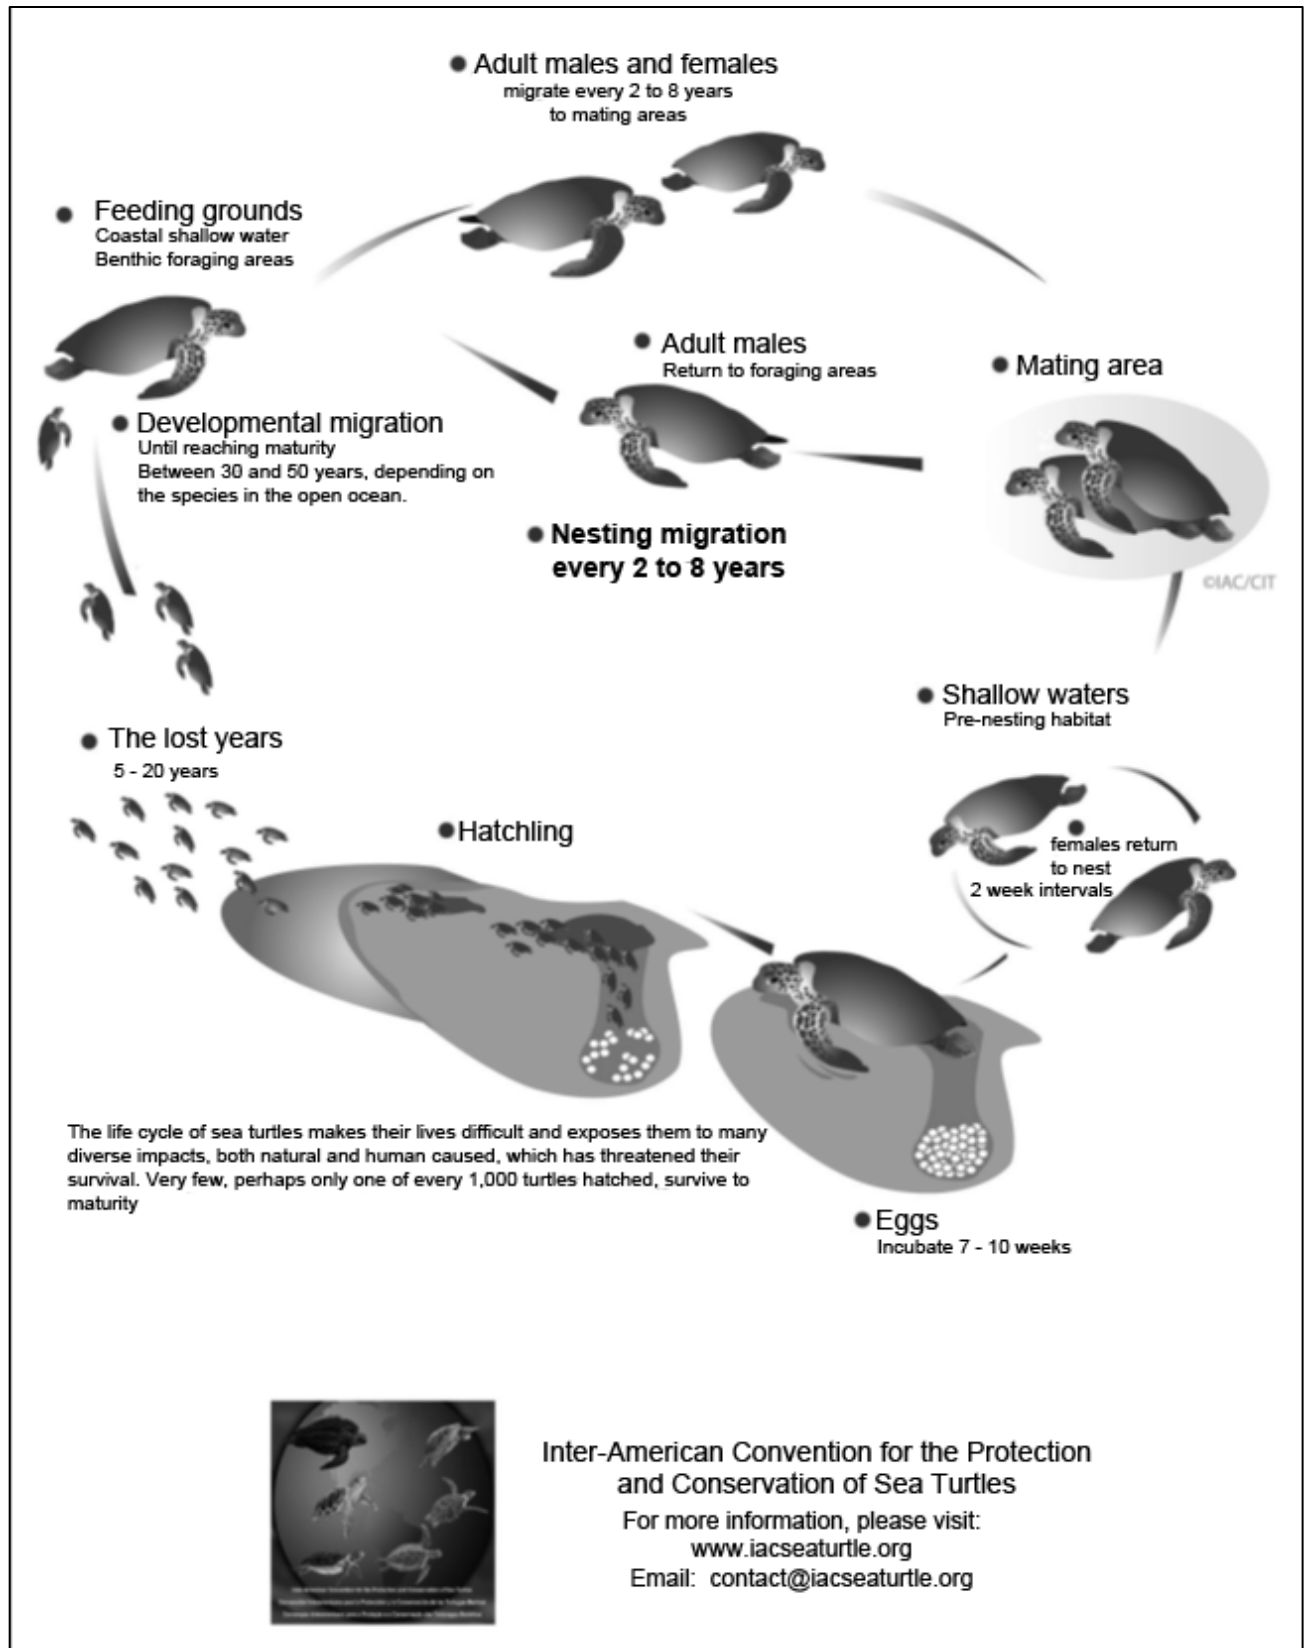 Adult males and females
migrate every 2 to 8 years
to mating areas
Feeding grounds
Coastal shallow water
Benthic foraging areas
Adult males
Return to foraging areas
Mating area
Developmental migration
Until reaching maturity
Between 30 and 50 years, depending on
the species in the open ocean.
Nesting migration
every 2 to 8 years
©IAC/CIT
Shallow waters
Pre-nesting habitat
The lost years
5 - 20 years
Hatchling
females return
to nest
2 week intervals
The life cycle of sea turtles makes their lives difficult and exposes them to many
diverse impacts, both natural and human caused, which has threatened their
survival. Very few, perhaps only one of every 1,000 turtles hatched, survive to
maturity
Eggs
Incubate 7 - 10 weeks
Inter-American Convention for the Protection
and Conservation of Sea Turtles
For more information, please visit:
www.iacseaturtle.org
Email: contact@iacseaturtle.org